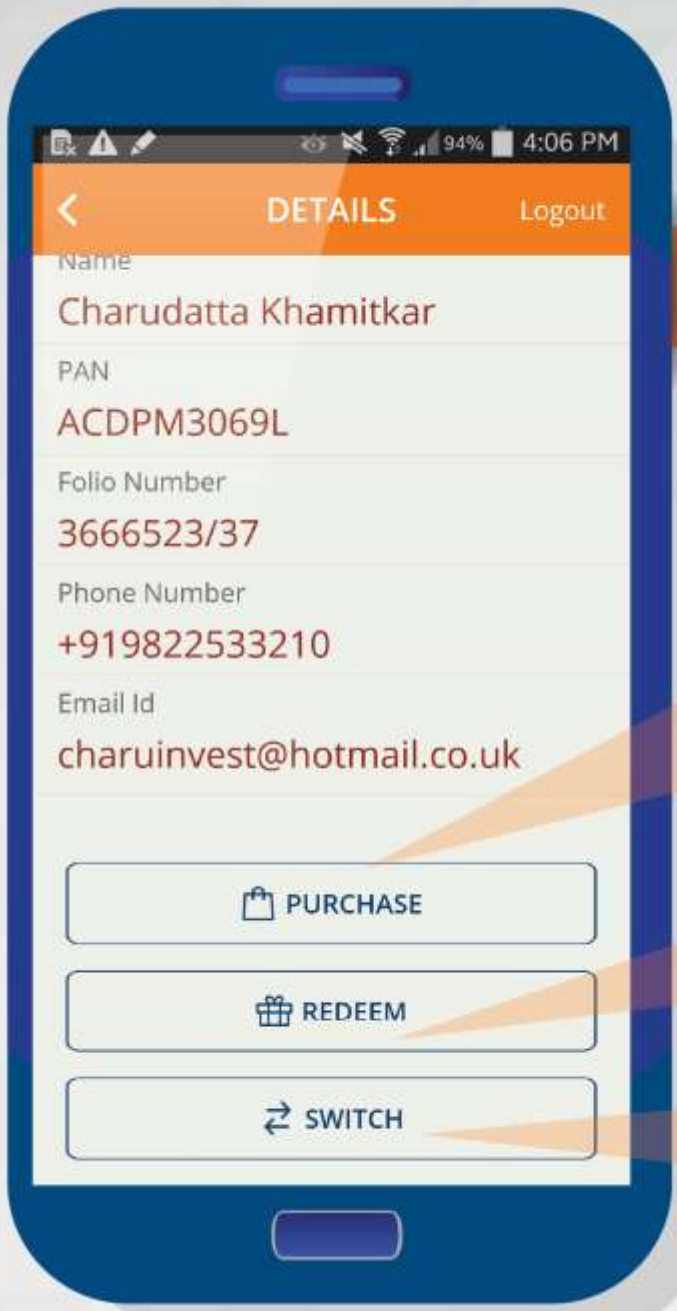 94% 4:06 PM
DETAILS Logout
Name
Charudatta Khamitkar
PAN
ACDPM3069L
Folio Number
3666523/37
Phone Number
+919822533210
Email Id
charuinvest@hotmail.co.uk
PURCHASE
REDEEM
SWITCH